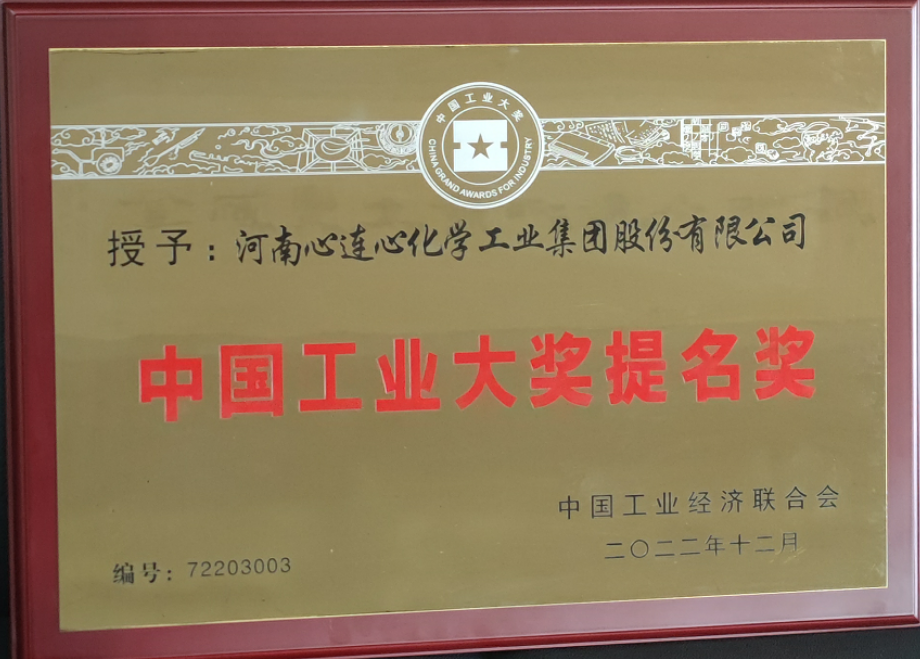 中国工业大奖
CHINA GRAND AWARDS FOR INDUSTRY
授予：河南心连心化学工业集团股份有限公司
中国工业大奖提名奖
中国工业经济联合会
二〇二二年十二月
编号：72203003